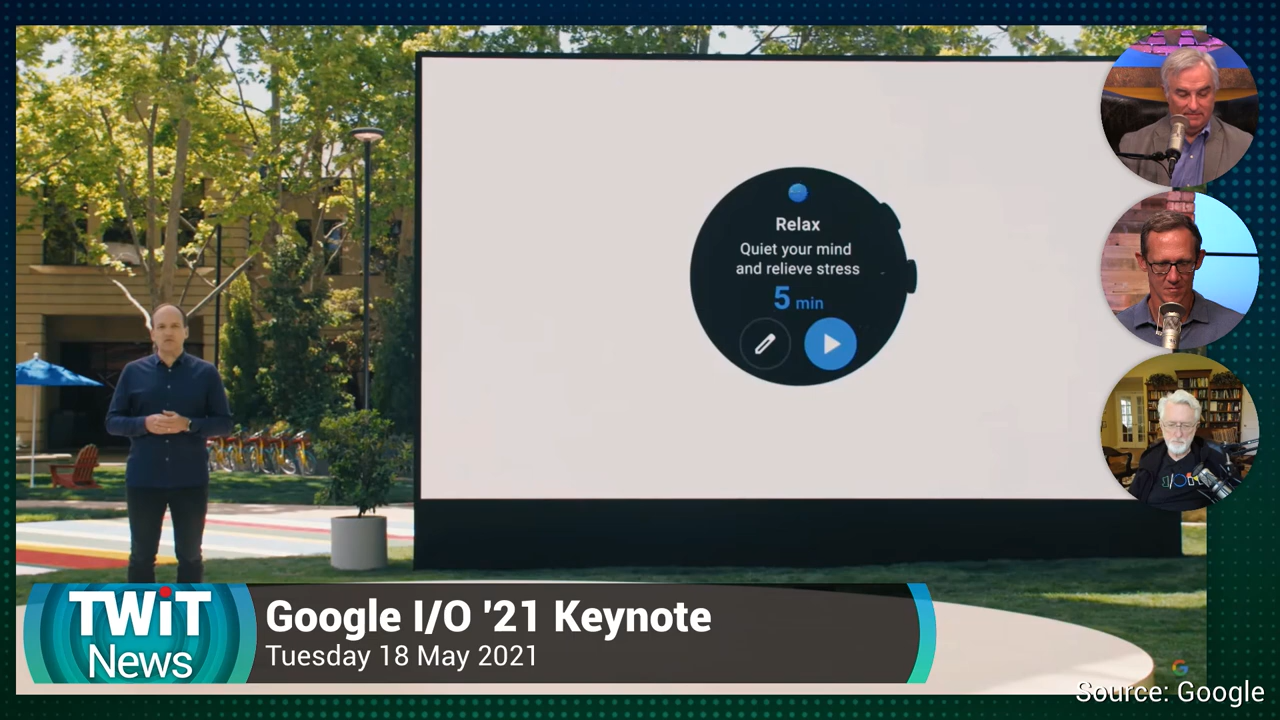 Relax
Quiet your mind
and relieve stress
5 min
TWiT
News
Google I/O '21 Keynote
Tuesday 18 May 2021
Source: Google